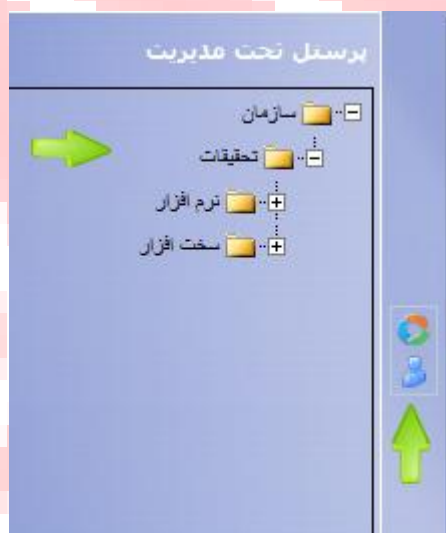 پرسنل تحت مدیریت
سازمان
تحقیقات
نرم افزار
سخت افزار